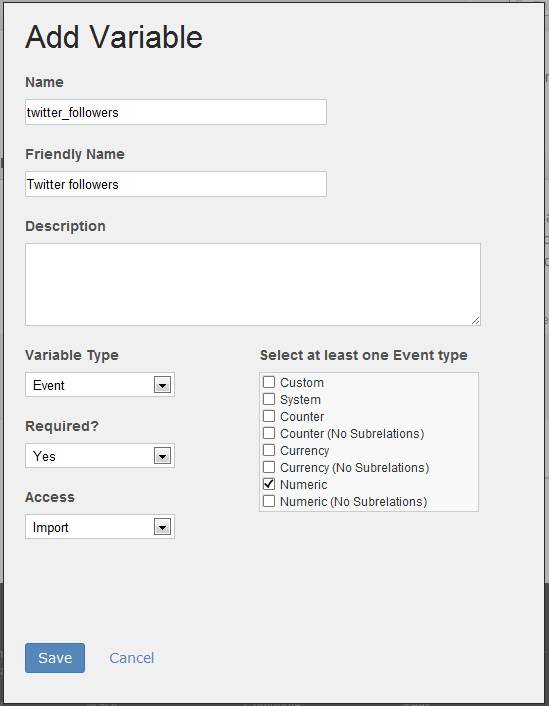 Add Variable
Name
twitter_followers
Friendly Name
Twitter followers
Description
Variable Type
Event
Required?
Yes
Access
Import
Select at least one Event type
Custom
System
Counter
Counter (No Subrelations)
Currency
Currency (No Subrelations)
Numeric
Numeric (No Subrelations)
Save Cancel